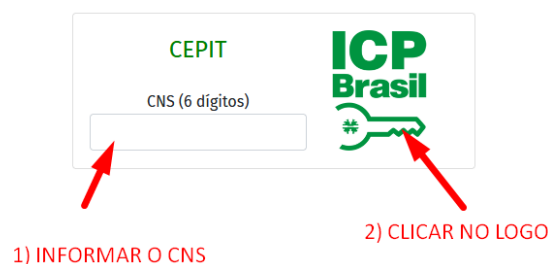 CEPIT
CNS (6 dígitos)
ICP
Brasil
1) INFORMAR O CNS
2) CLICAR NO LOGO